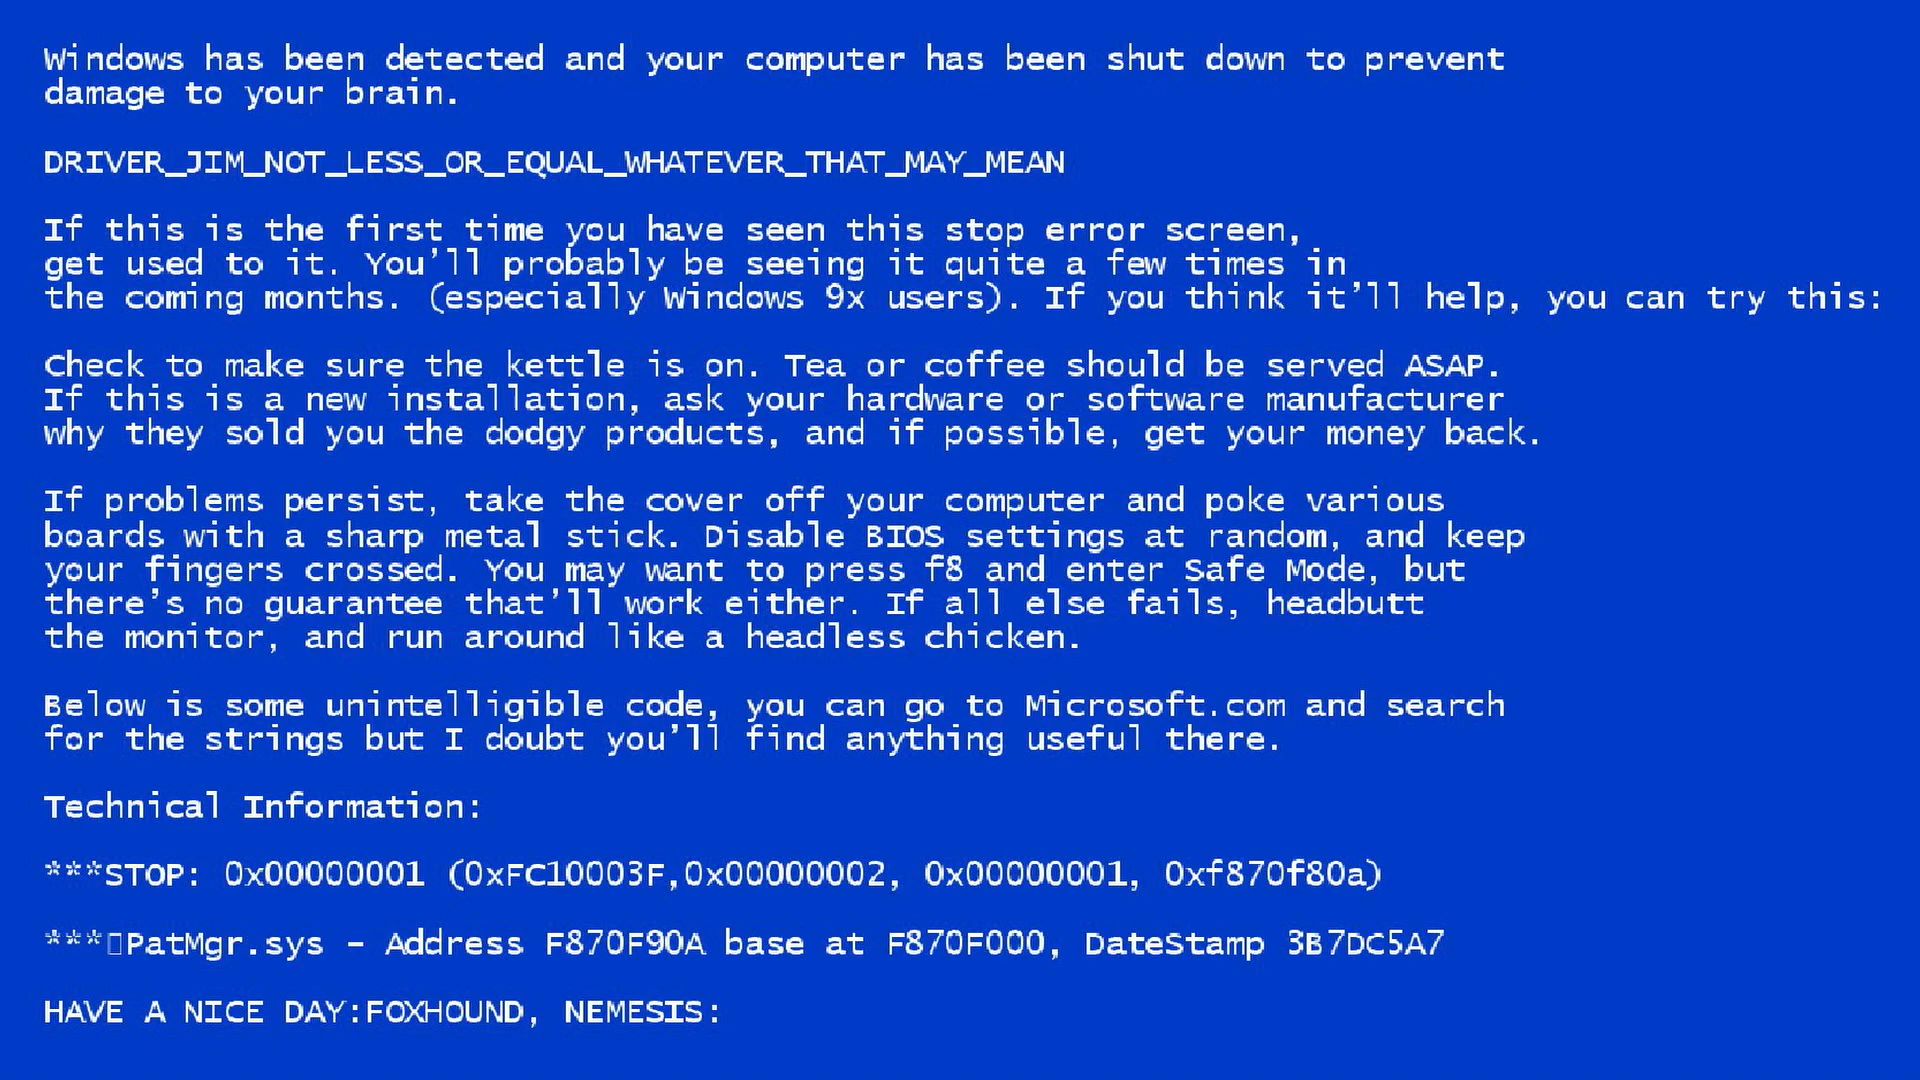 Windows has been detected and your computer has been shut down to prevent
damage to your brain.
DRIVER_JIM_NOT_LESS_OR_EQUAL_WHATEVER_THAT_MAY_MEAN
If this is the first time you have seen this stop error screen,
get used to it. You'll probably be seeing it quite a few times in
the coming months. (especially Windows 9x users). If you think it'll help, you can try this:
Check to make sure the kettle is on. Tea or coffee should be served ASAP.
If this is a new installation, ask your hardware or software manufacturer
why they sold you the dodgy products, and if possible, get your money back.
If problems persist, take the cover off your computer and poke various
boards with a sharp metal stick. Disable BIOS settings at random, and keep
your fingers crossed. You may want to press f8 and enter Safe Mode, but
there's no guarantee that'll work either. If all else fails, headbutt
the monitor, and run around like a headless chicken.
Below is some unintelligible code, you can go to Microsoft.com and search
for the strings but I doubt you'll find anything useful there.
Technical Information:
***STOP: 0x00000001 (0xFC10003F,0x00000002, 0x00000001, 0xf870f80a)
***▯PatMgr.sys – Address F870F90A base at F870F000, DateStamp 3B7DC5A7
HAVE A NICE DAY:FOXHOUND, NEMESIS: